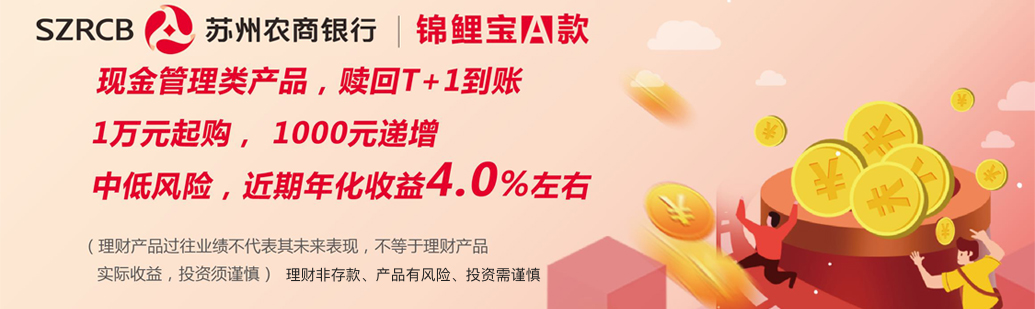 SZRCB 苏州农商银行 | 锦鲤宝A款
现金管理类产品，赎回T+1到账
1万元起购， 1000元递增
中低风险，近期年化收益4.0%左右
（理财产品过往业绩不代表其未来表现，不等于理财产品
实际收益，投资须谨慎） 理财非存款、产品有风险、投资需谨慎